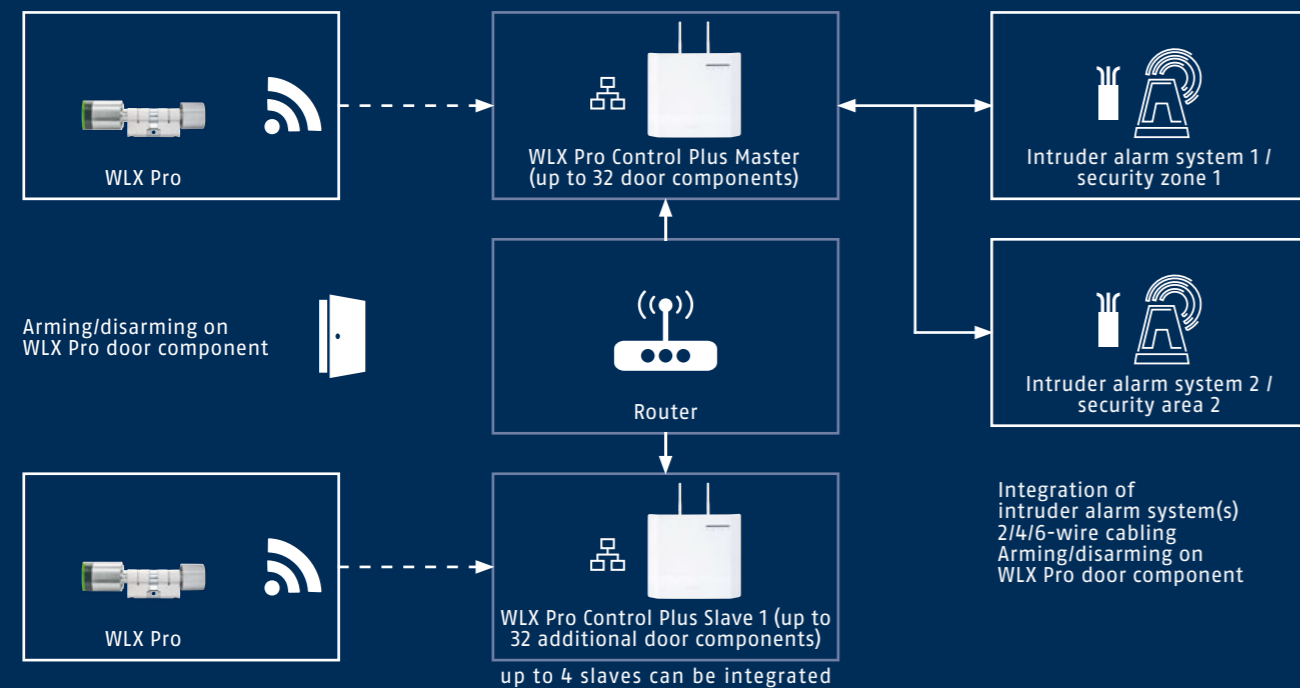 WLX Pro
WLX Pro Control Plus Master
(up to 32 door components)
Intruder alarm system 1 /
security zone 1
Arming/disarming on
WLX Pro door component
Router
Intruder alarm system 2 /
security area 2
WLX Pro
WLX Pro Control Plus Slave 1 (up to
32 additional door components)
up to 4 slaves can be integrated
Integration of
intruder alarm system(s)
2/4/6-wire cabling
Arming/disarming on
WLX Pro door component